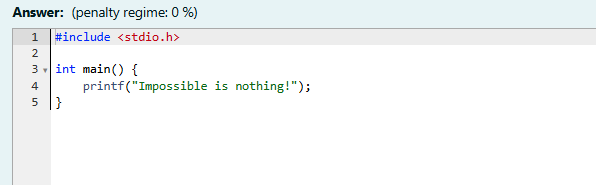 Answer: (penalty regime: 0 %)
1 #include <stdio.h>
2
3 int main() {
4     printf("Impossible is nothing!");
5 }